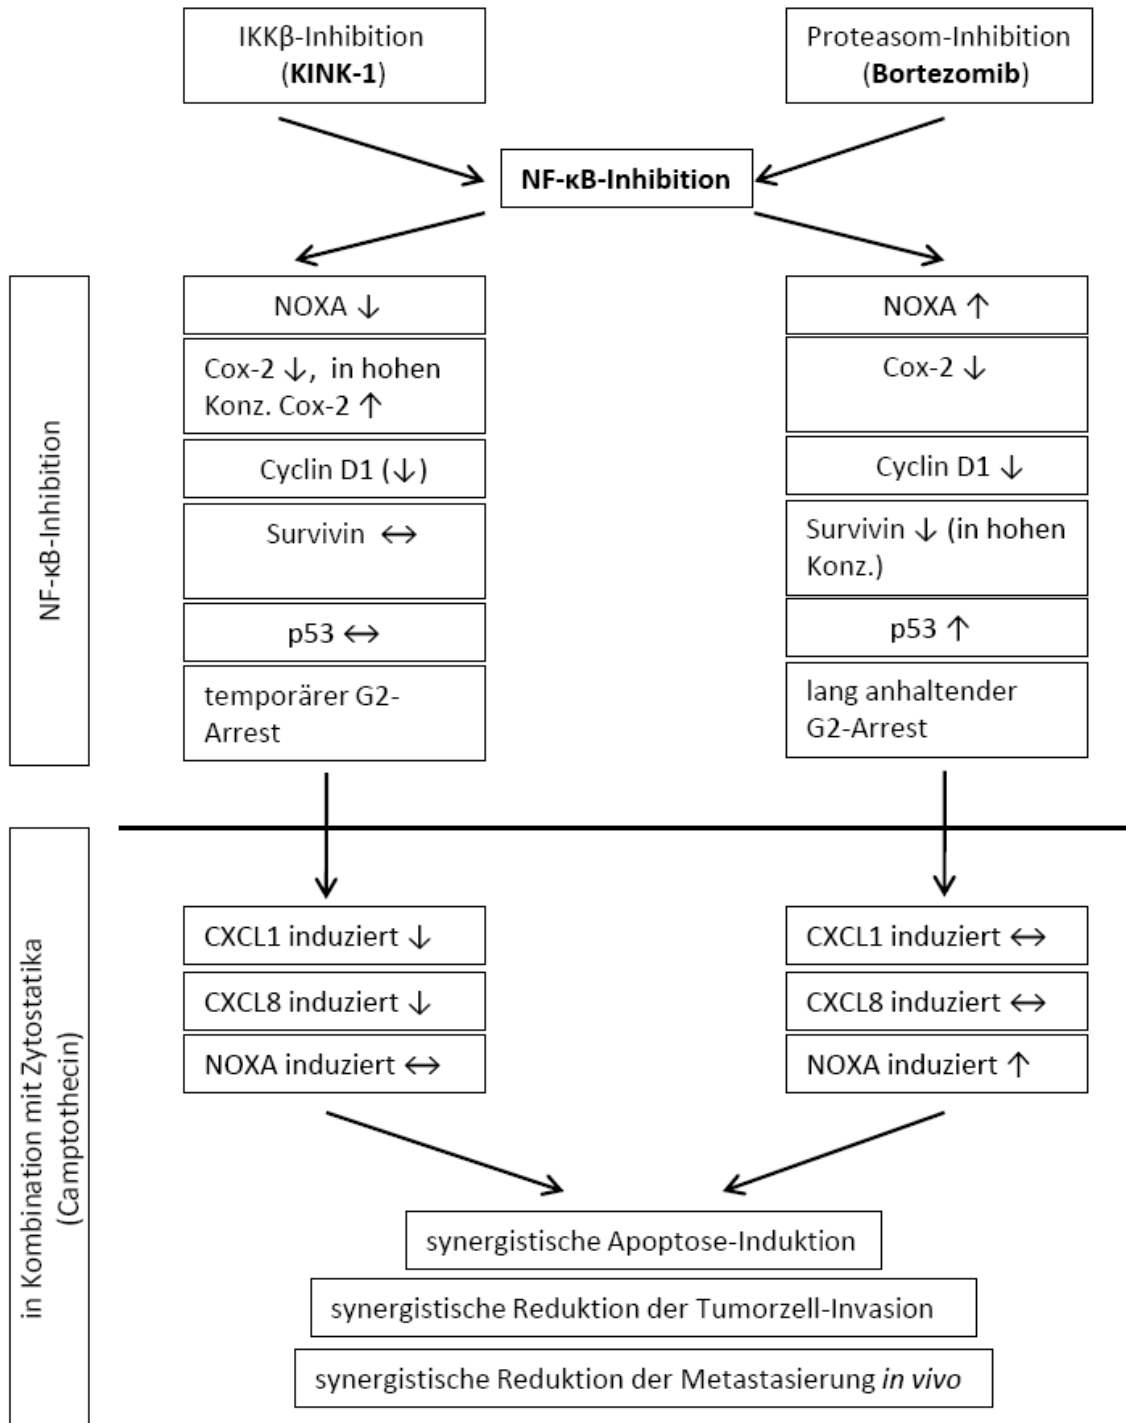 IKKβ-Inhibition
(KINK-1)
Proteasom-Inhibition
(Bortezomib)
NF-κB-Inhibition
NF-κB-Inhibition
NOXA ↓
Cox-2 ↓, in hohen
Konz. Cox-2 ↑
Cyclin D1 (↓)
Survivin ↔
p53 ↔
temporärer G2-
Arrest
NOXA ↑
Cox-2 ↓
Cyclin D1 ↓
Survivin ↓ (in hohen
Konz.)
p53 ↑
lang anhaltender
G2-Arrest
in Kombination mit Zytostatika
(Camptothecin)
CXCL1 induziert ↓
CXCL8 induziert ↓
NOXA induziert ↔
CXCL1 induziert ↔
CXCL8 induziert ↔
NOXA induziert ↑
synergistische Apoptose-Induktion
synergistische Reduktion der Tumorzell-Invasion
synergistische Reduktion der Metastasierung in vivo